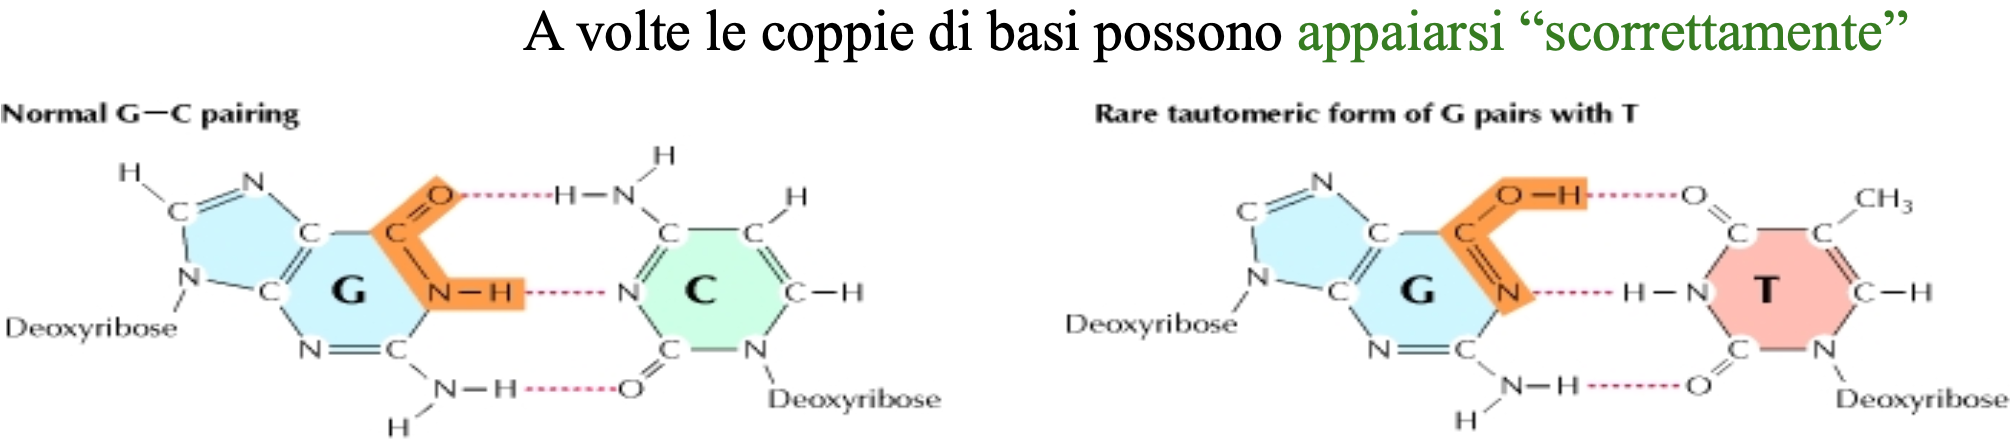 A volte le coppie di basi possono appaiarsi “scorrettamente”
Normal G—C pairing
H
H
N
O
H—N
H
C
C
C
C
C
N
C
G
N—H
N
C
C—H
Deoxyribose
N
C
C
N
N—H
O
H
Deoxyribose
Rare tautomeric form of G pairs with T
N
O—H
O
CH3
C
C
C
C
C
N
C
G
N
H—N
T
C—H
Deoxyribose
N
C
C
N
N—H
O
H
Deoxyribose